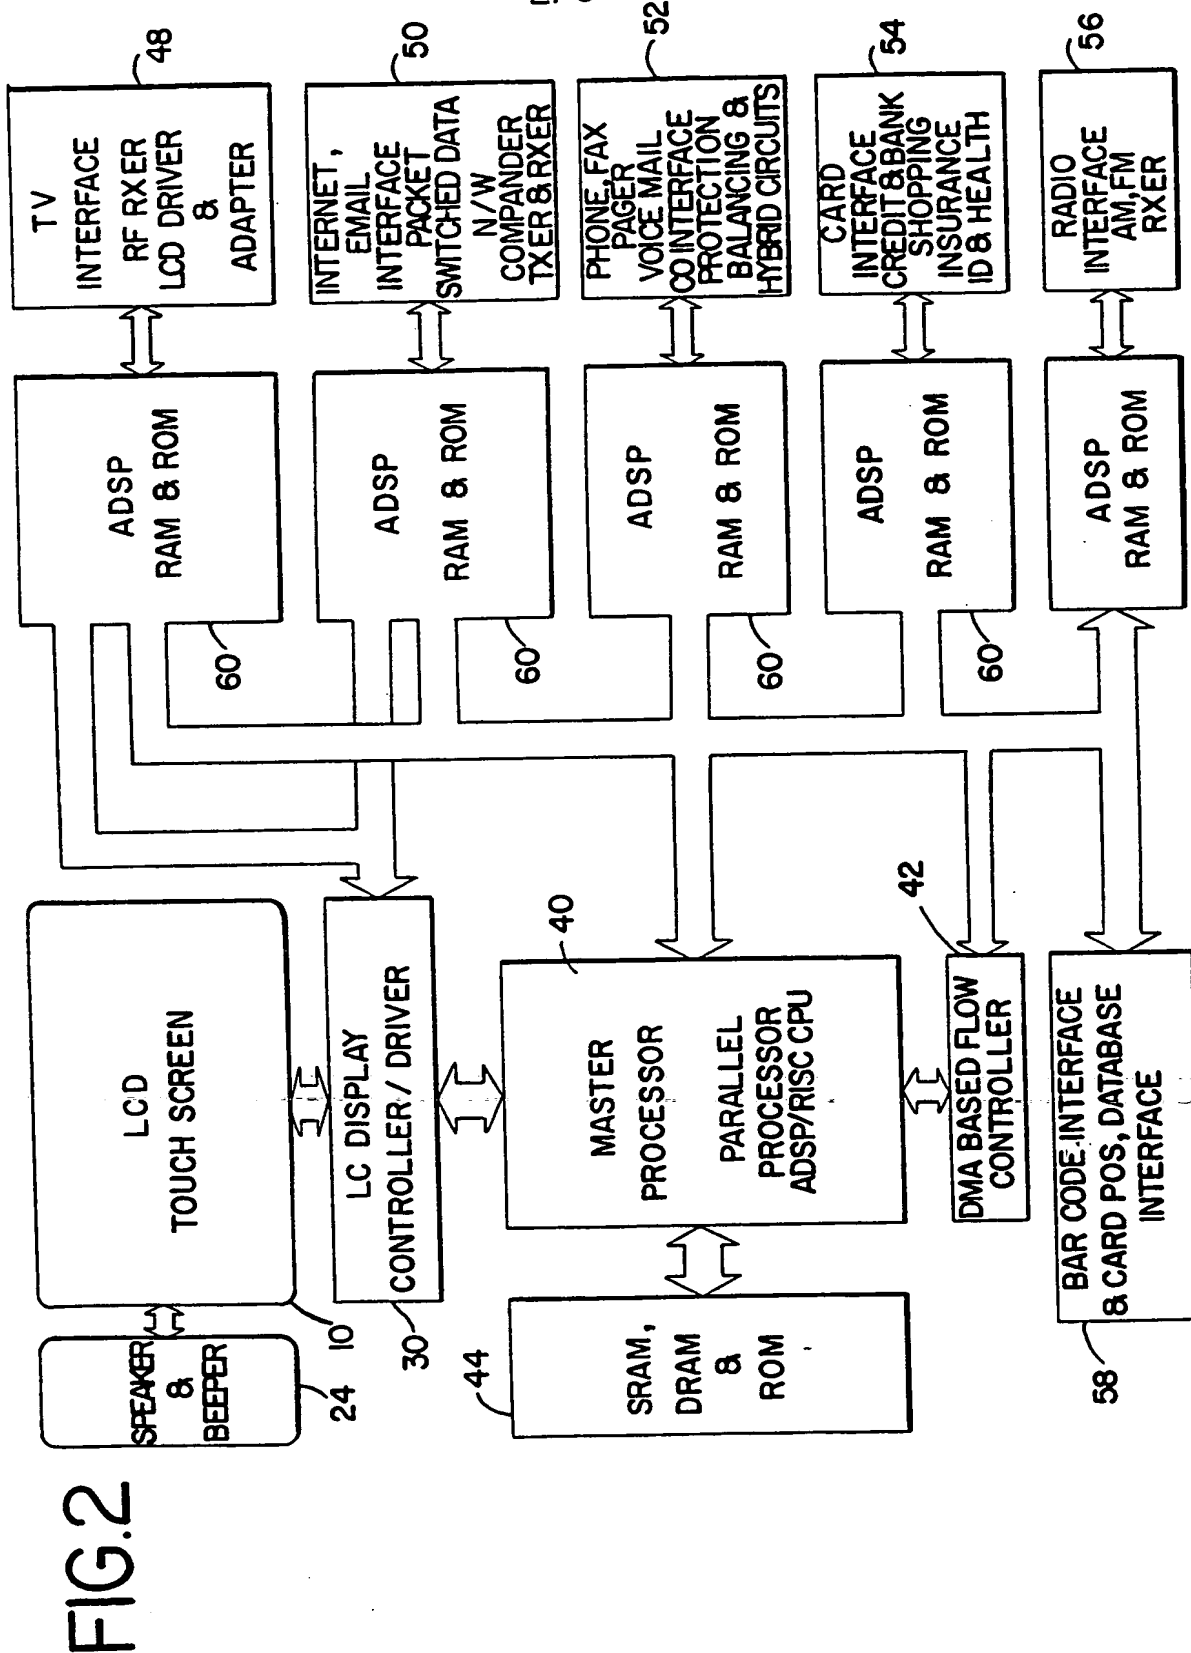 FIG.2
SPEAKER
&
BEEPER
24
LCD
TOUCH SCREEN
10
LC DISPLAY
CONTROLLER/DRIVER
30
MASTER
PROCESSOR
PARALLEL
PROCESSOR
ADSP/RISC CPU
40
SRAM,
DRAM
&
ROM
44
DMA BASED FLOW
CONTROLLER
42
BAR CODE INTERFACE
& CARD POS, DATABASE
INTERFACE
58
ADSP
RAM & ROM
60
ADSP
RAM & ROM
60
ADSP
RAM & ROM
60
ADSP
RAM & ROM
60
ADSP
RAM & ROM
TV
INTERFACE
RF RXER
LCD DRIVER
&
ADAPTER
48
INTERNET,
EMAIL
INTERFACE
PACKET
SWITCHED DATA
N/W
COMPANDER
TXER & RXER
50
PHONE, FAX
PAGER
VOICE MAIL
CO INTERFACE
PROTECTION
BALANCING &
HYBRID CIRCUITS
52
CARD
INTERFACE
CREDIT & BANK
SHOPPING
INSURANCE
ID & HEALTH
54
RADIO
INTERFACE
AM,FM
RXER
56